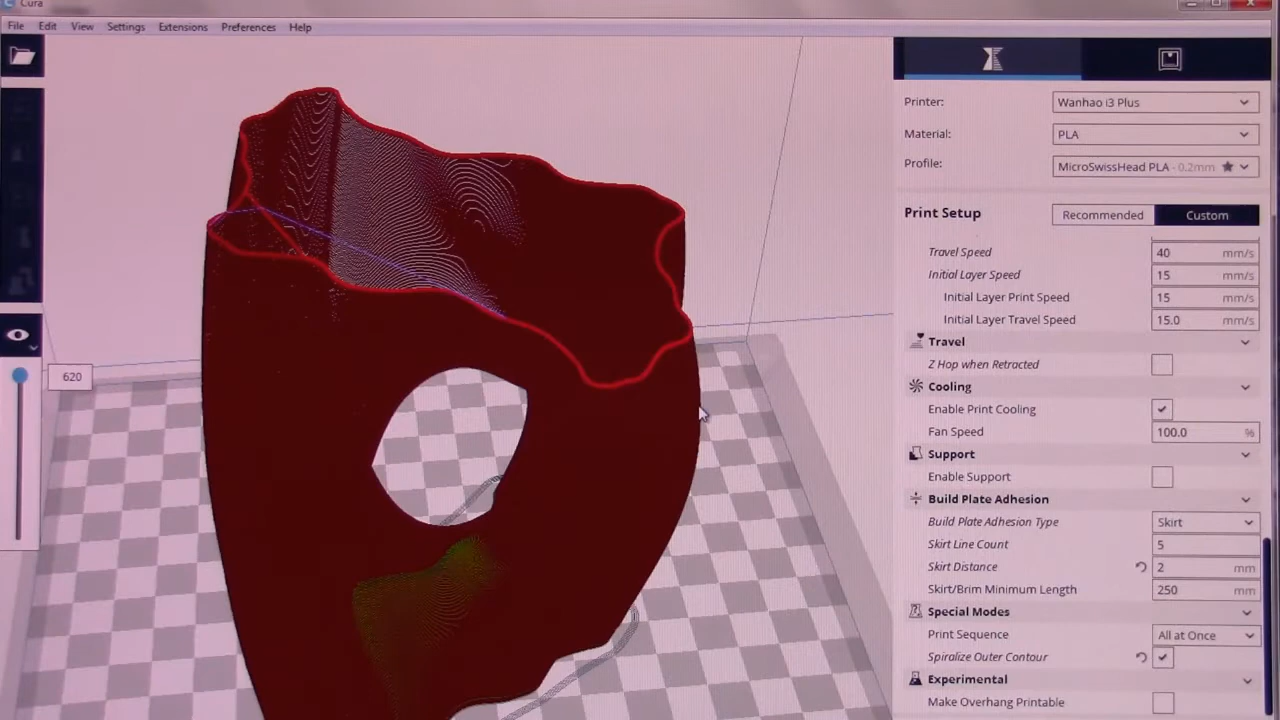 Cura
File Edit View Settings Extensions Preferences Help
Printer: Wanhao i3 Plus
Material: PLA
Profile: MicroSwissHead PLA - 0.2mm
Print Setup Recommended Custom
Travel Speed 40 mm/s
Initial Layer Speed 15 mm/s
Initial Layer Print Speed 15 mm/s
Initial Layer Travel Speed 15.0 mm/s
Travel
Z Hop when Retracted
620
Cooling
Enable Print Cooling
Fan Speed 100.0 %
Support
Enable Support
Build Plate Adhesion
Build Plate Adhesion Type Skirt
Skirt Line Count 5
Skirt Distance 2 mm
Skirt/Brim Minimum Length 250 mm
Special Modes
Print Sequence All at Once
Spiralize Outer Contour
Experimental
Make Overhang Printable